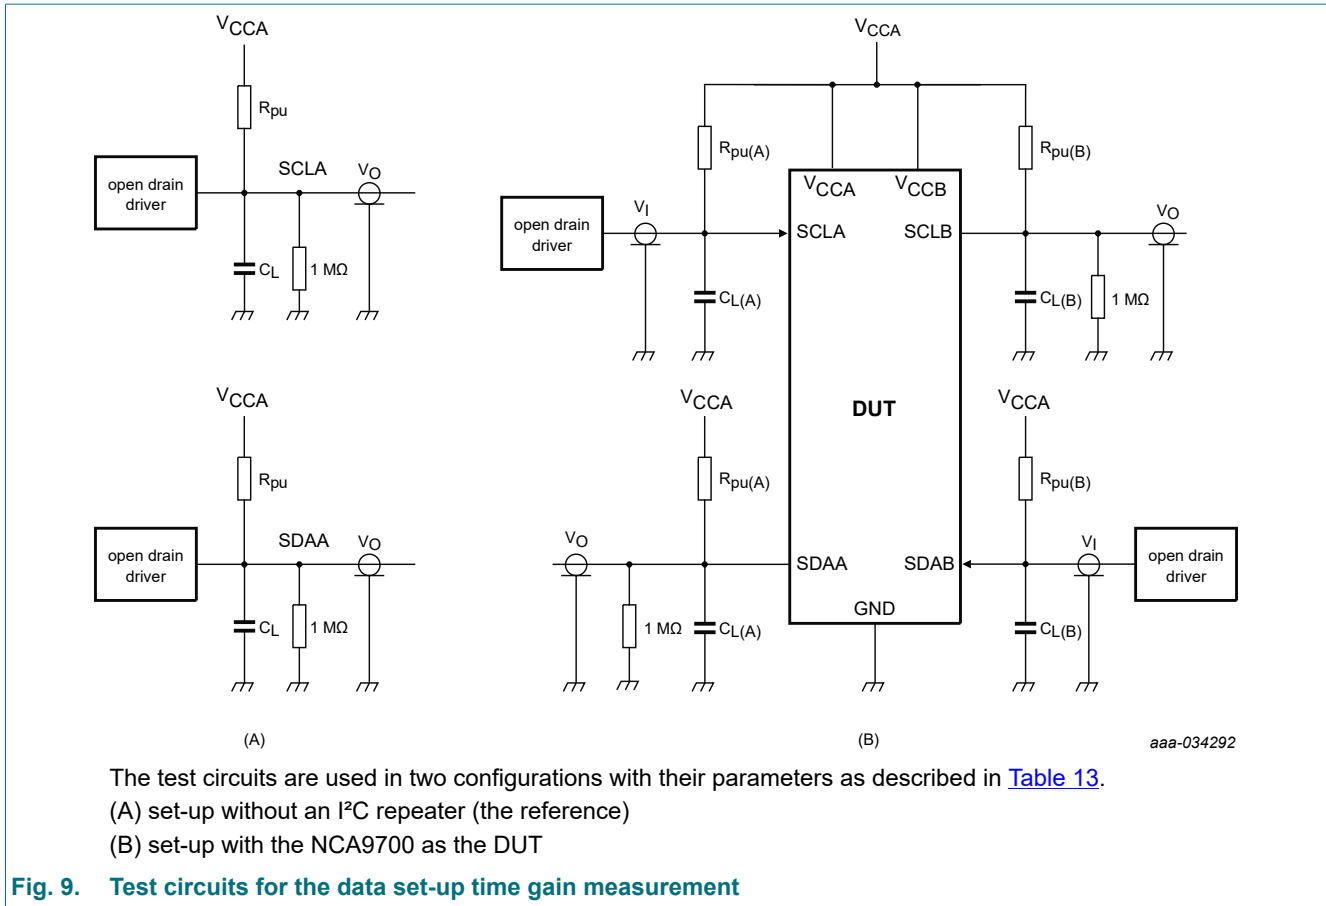 VCCA
Rpu
open drain
driver
SCLA
VO
CL
1 MΩ
VCCA
Rpu
open drain
driver
SDAA
VO
CL
1 MΩ
(A)
VCCA
Rpu(A)
Rpu(B)
VCCA
VCCB
open drain
driver
VI
SCLA
SCLB
VO
CL(A)
CL(B)
1 MΩ
VCCA
DUT
VCCA
Rpu(A)
Rpu(B)
VO
SDAA
SDAB
VI
open drain
driver
GND
1 MΩ
CL(A)
CL(B)
(B)
aaa-034292
The test circuits are used in two configurations with their parameters as described in Table 13.
(A) set-up without an I²C repeater (the reference)
(B) set-up with the NCA9700 as the DUT
Fig. 9. Test circuits for the data set-up time gain measurement